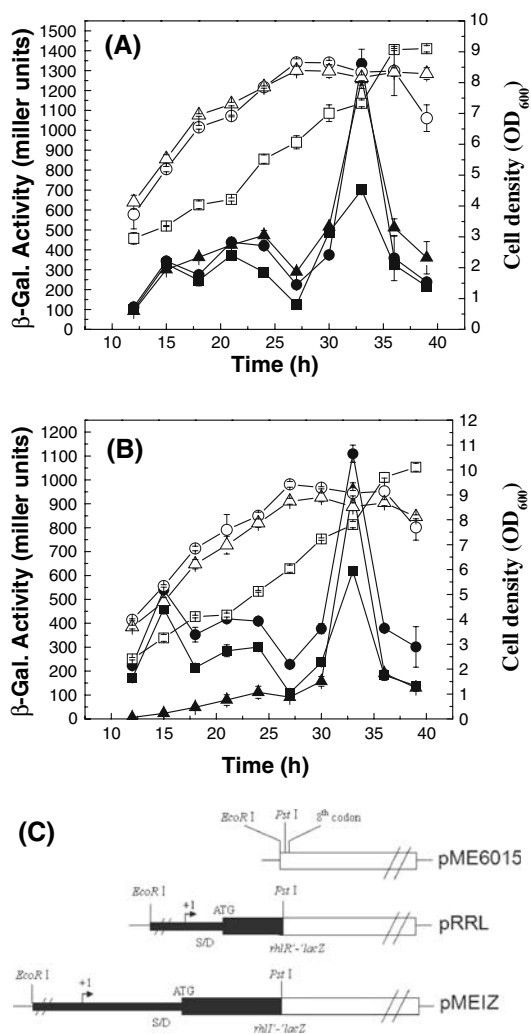 (A)
β-Gal. Activity (miller units)
1500
1400
1300
1200
1100
1000
900
800
700
600
500
400
300
200
100
0
10
9
8
7
6
5
4
3
2
1
0
Cell density (OD600)
10 15 20 25 30 35 40
Time (h)
(B)
β-Gal. Activity (miller units)
1200
1100
1000
900
800
700
600
500
400
300
200
100
0
12
11
10
9
8
7
6
5
4
3
2
1
0
Cell density (OD600)
10 15 20 25 30 35 40
Time (h)
(C)
EcoR I Pst I 8th codon
pME6015
EcoR I +1 ATG Pst I
pRRL
S/D rhlR'-'lacZ
EcoR I +1 ATG Pst I
pMEIZ
S/D rhlI'-'lacZ